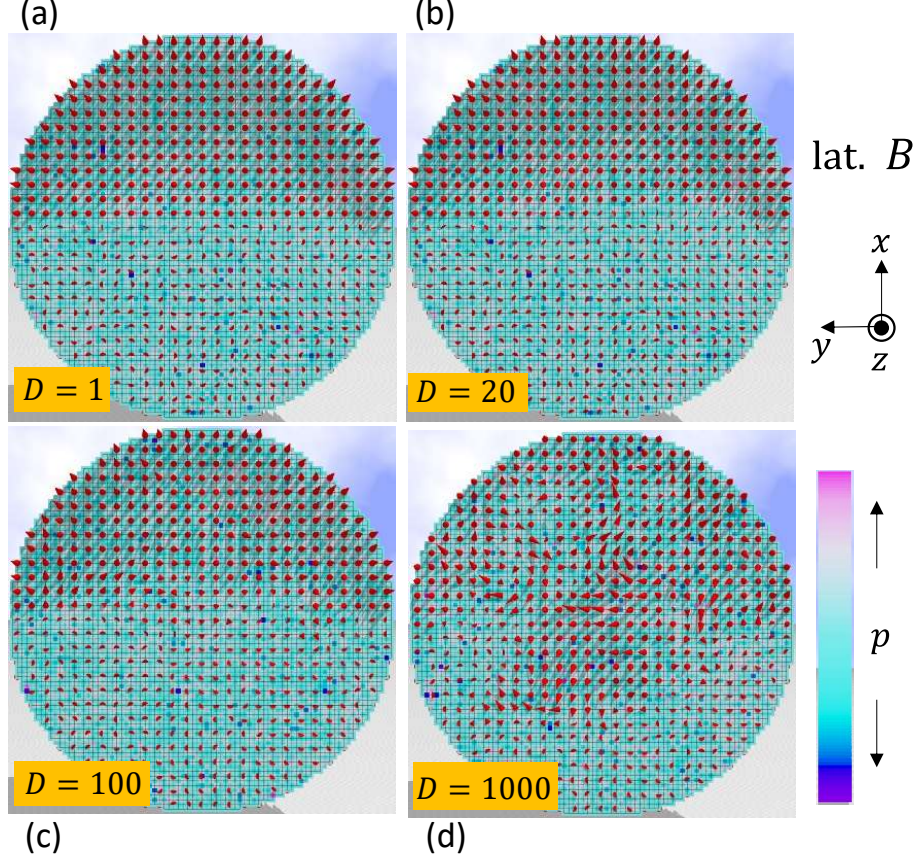 (a)
(b)
lat. B
x
y
z
D = 1
D = 20
p
D = 100
D = 1000
(c)
(d)